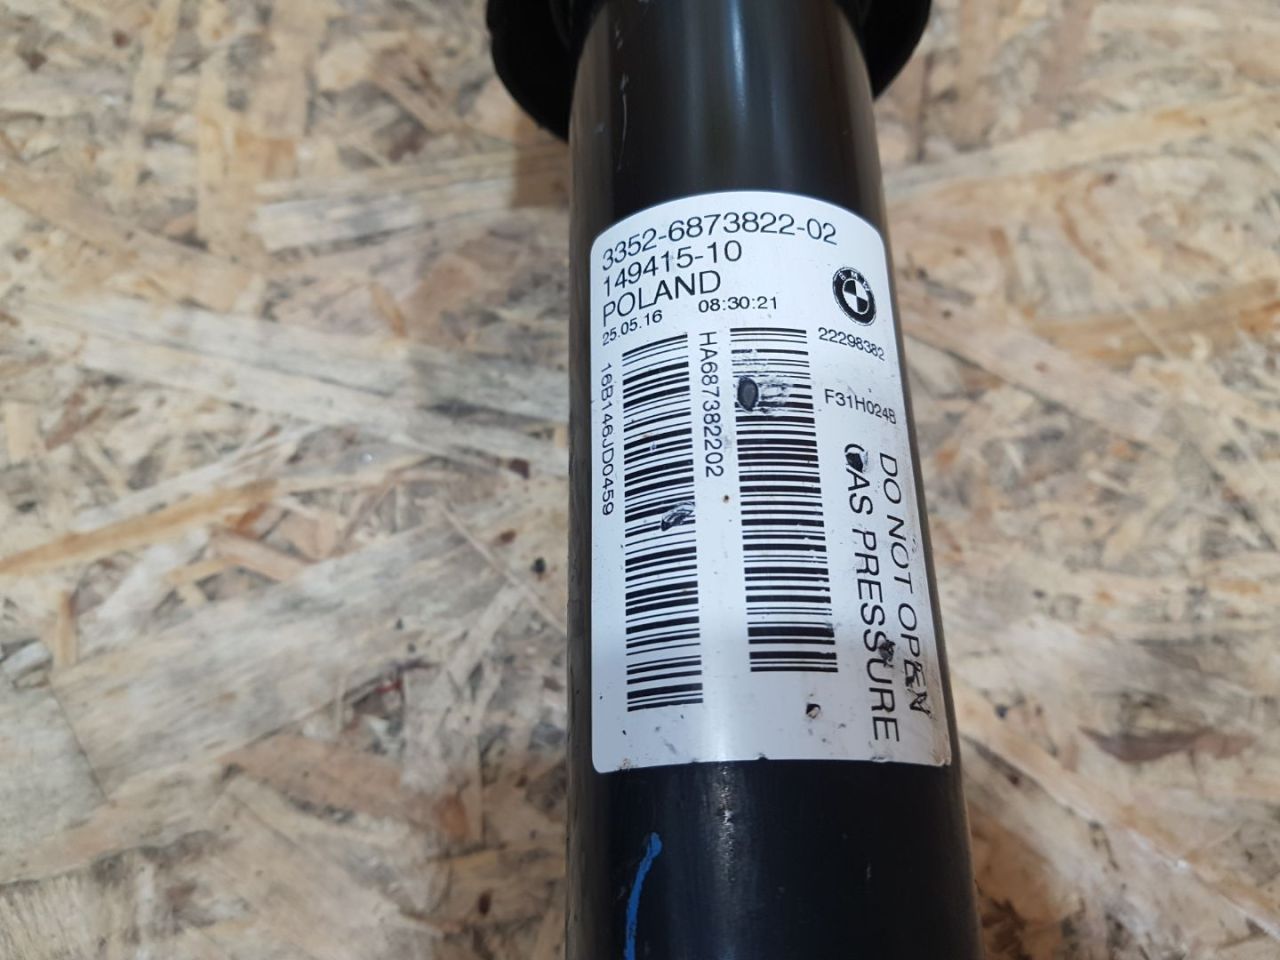 3352-6873822-02
149415-10
POLAND
25.05.16 08:30:21
BMW
22298382
F31H024B
16B146JD0459
HA687382202
DO NOT OPEN
GAS PRESSURE